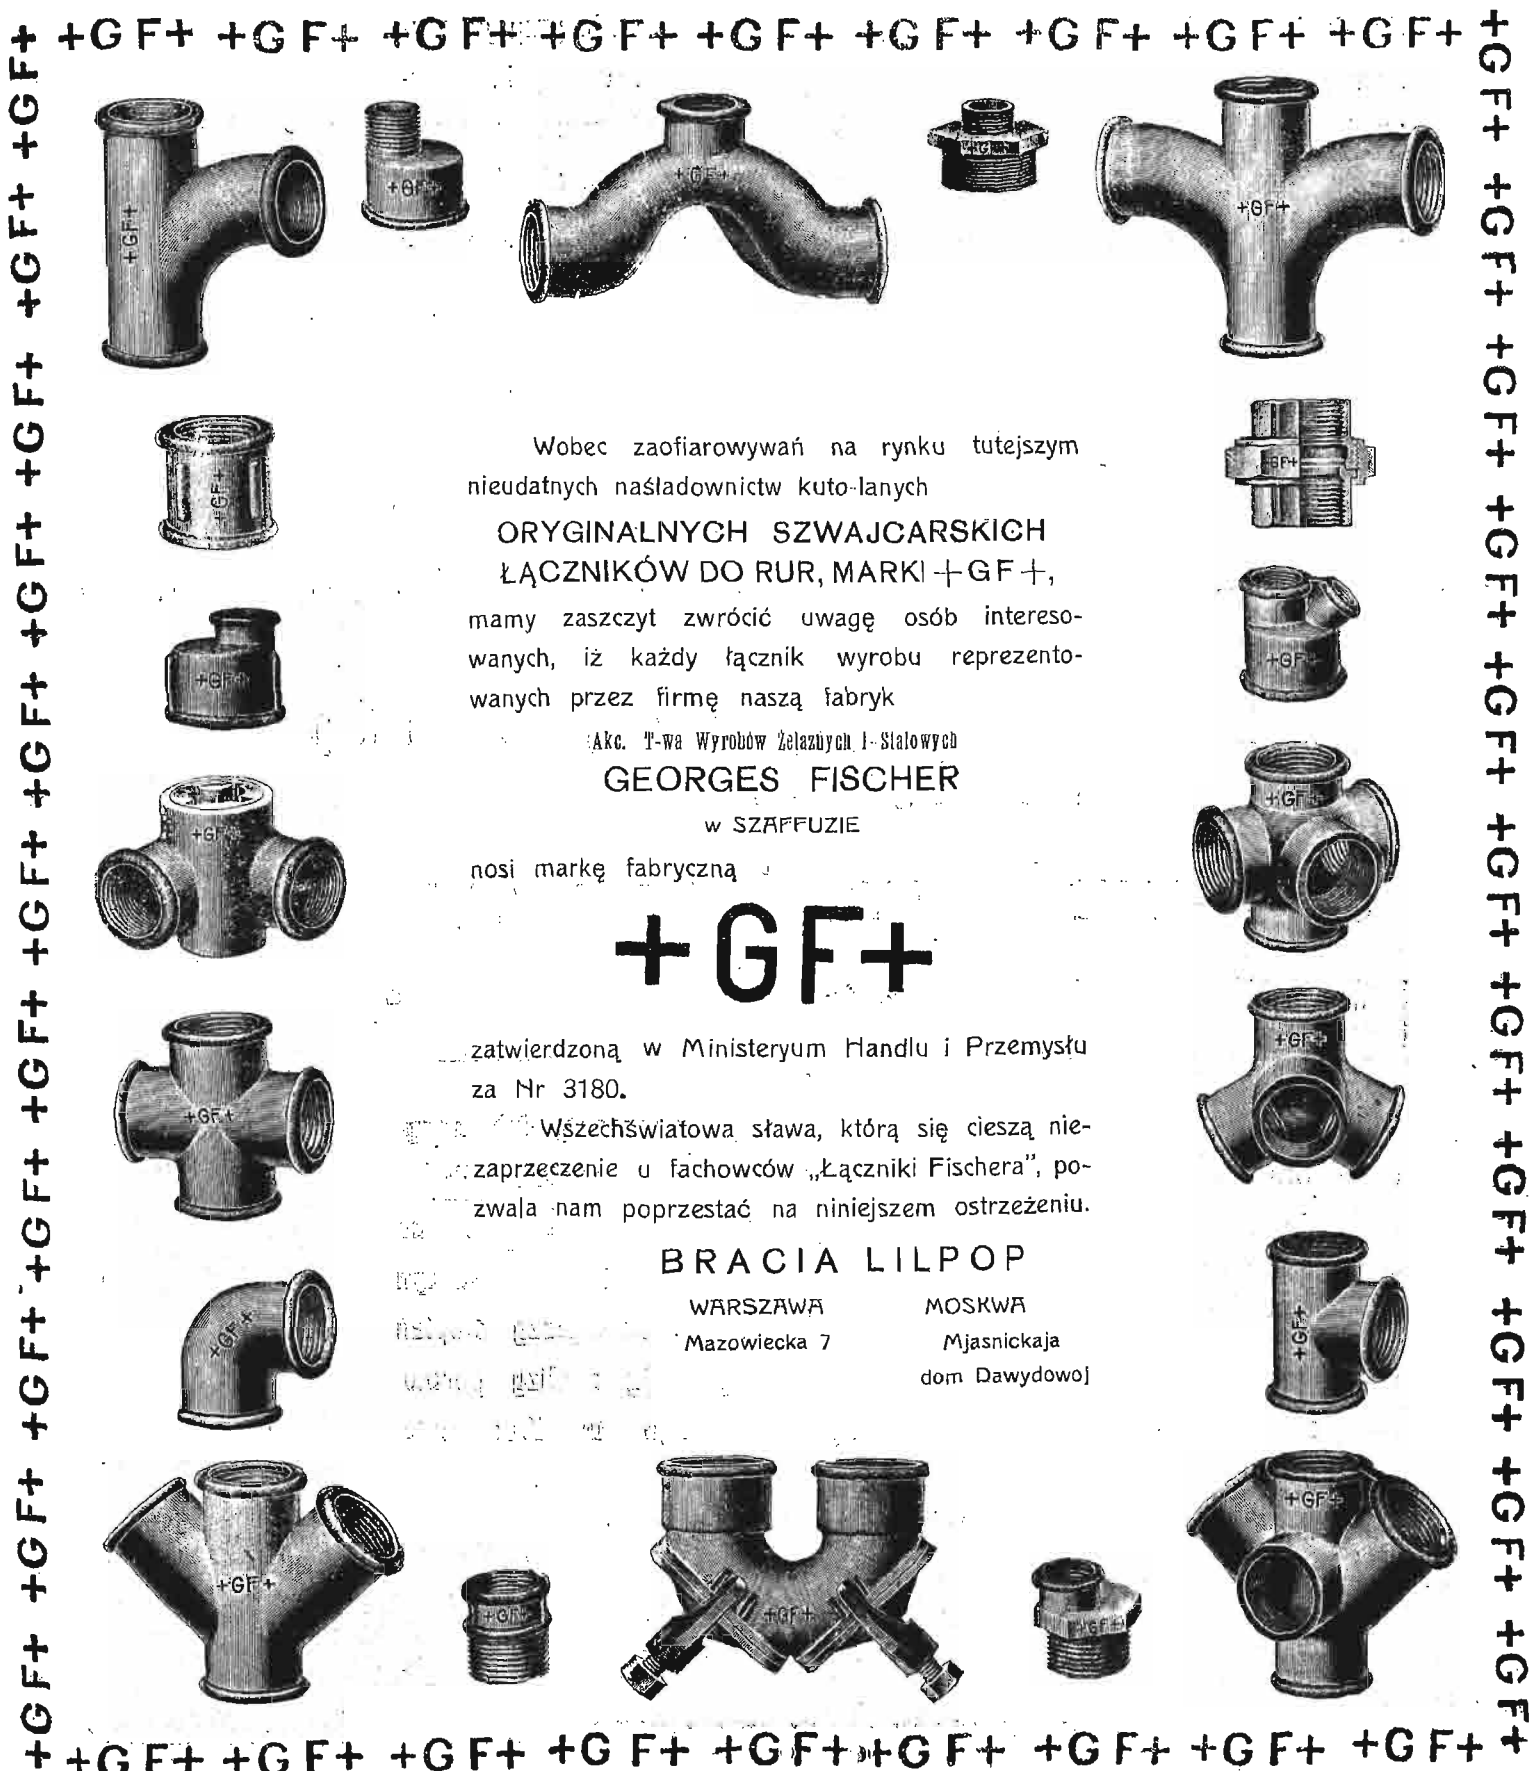 +GF+ +GF+ +GF+ +GF+ +GF+ +GF+ +GF+ +GF+ +GF+
Wobec zaofiarowywań na rynku tutejszym
nieudatnych naśladownictw kuto-lanych
ORYGINALNYCH SZWAJCARSKICH
ŁĄCZNIKÓW DO RUR, MARKI +GF+,
mamy zaszczyt zwrócić uwagę osób intereso-
wanych, iż każdy łącznik wyrobu reprezento-
wanych przez firmę naszą fabryk
Akc. T-wa Wyrobów Żelaznych i Stalowych
GEORGES FISCHER
w SZAFFUZIE
nosi markę fabryczną
+GF+
zatwierdzoną w Ministeryum Handlu i Przemysłu
za Nr 3180.
Wszechświatowa sława, którą się cieszą nie-
zaprzeczenie u fachowców „Łączniki Fischera”, po-
zwala nam poprzestać na niniejszem ostrzeżeniu.
BRACIA LILPOP
WARSZAWA MOSKWA
Mazowiecka 7 Mjasnickaja
dom Dawydowoj
+GF+ +GF+ +GF+ +GF+ +GF+ +GF+ +GF+ +GF+ +GF+